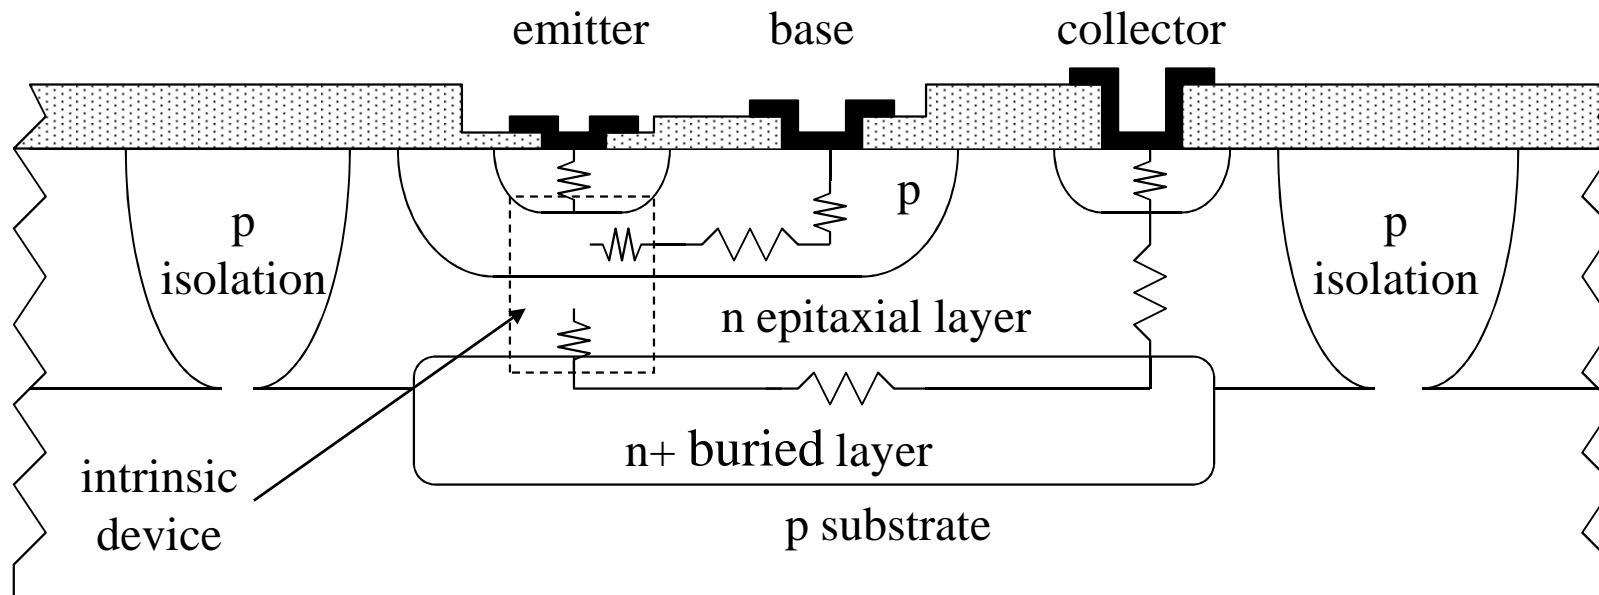 emitter
base
collector
p
p
isolation
p
isolation
n epitaxial layer
n+ buried layer
intrinsic
device
p substrate